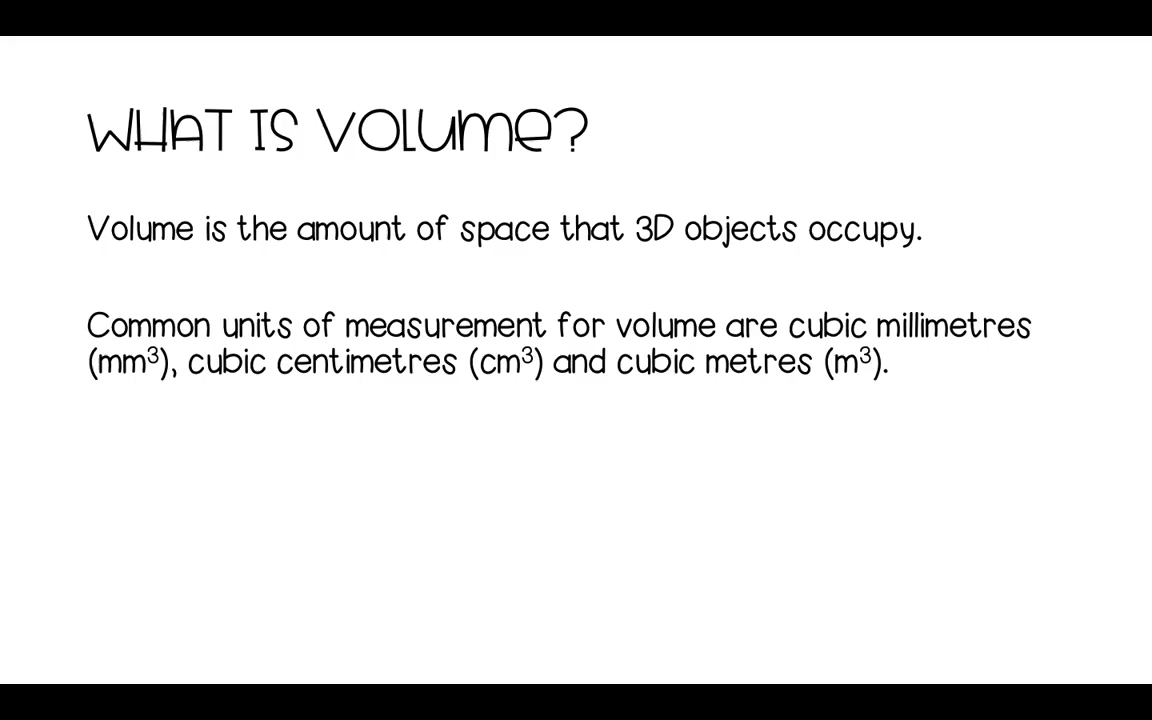 WHAT IS VOLUME?
Volume is the amount of space that 3D objects occupy.
Common units of measurement for volume are cubic millimetres
(mm³), cubic centimetres (cm³) and cubic metres (m³).